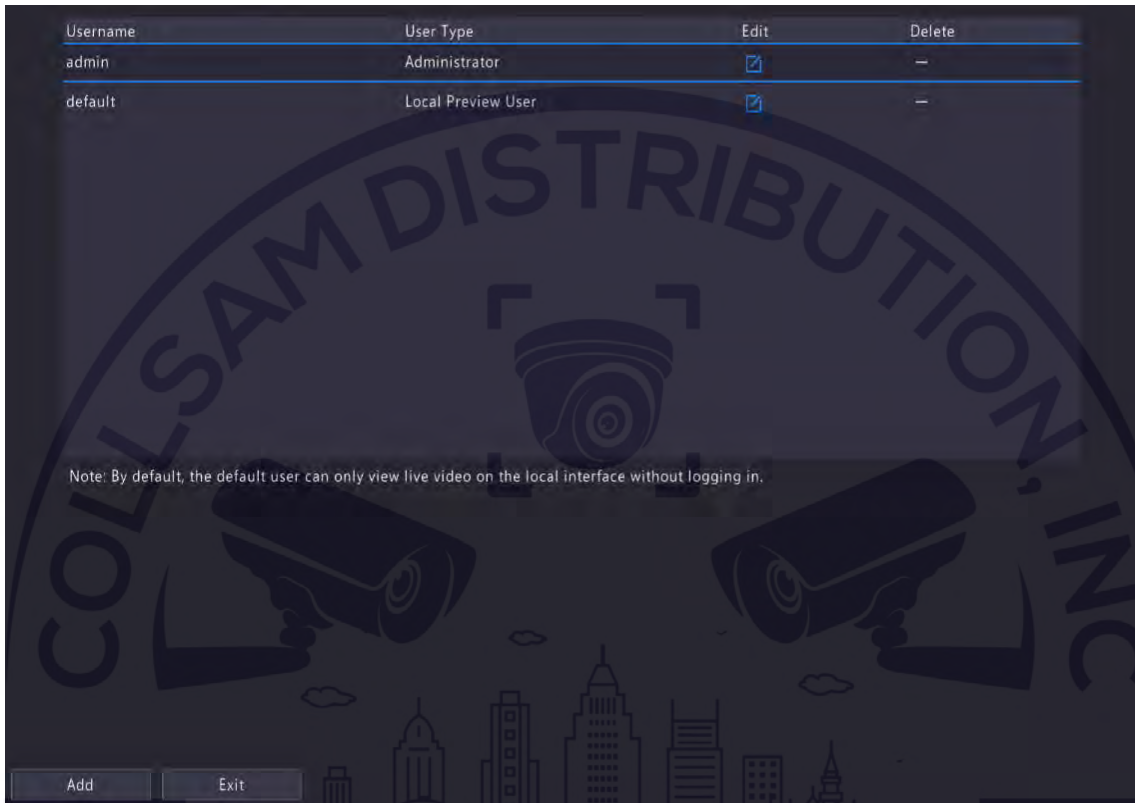 Username User Type Edit Delete
admin Administrator —
default Local Preview User —
COLLSAM DISTRIBUTION, INC
Note: By default, the default user can only view live video on the local interface without logging in.
Add Exit